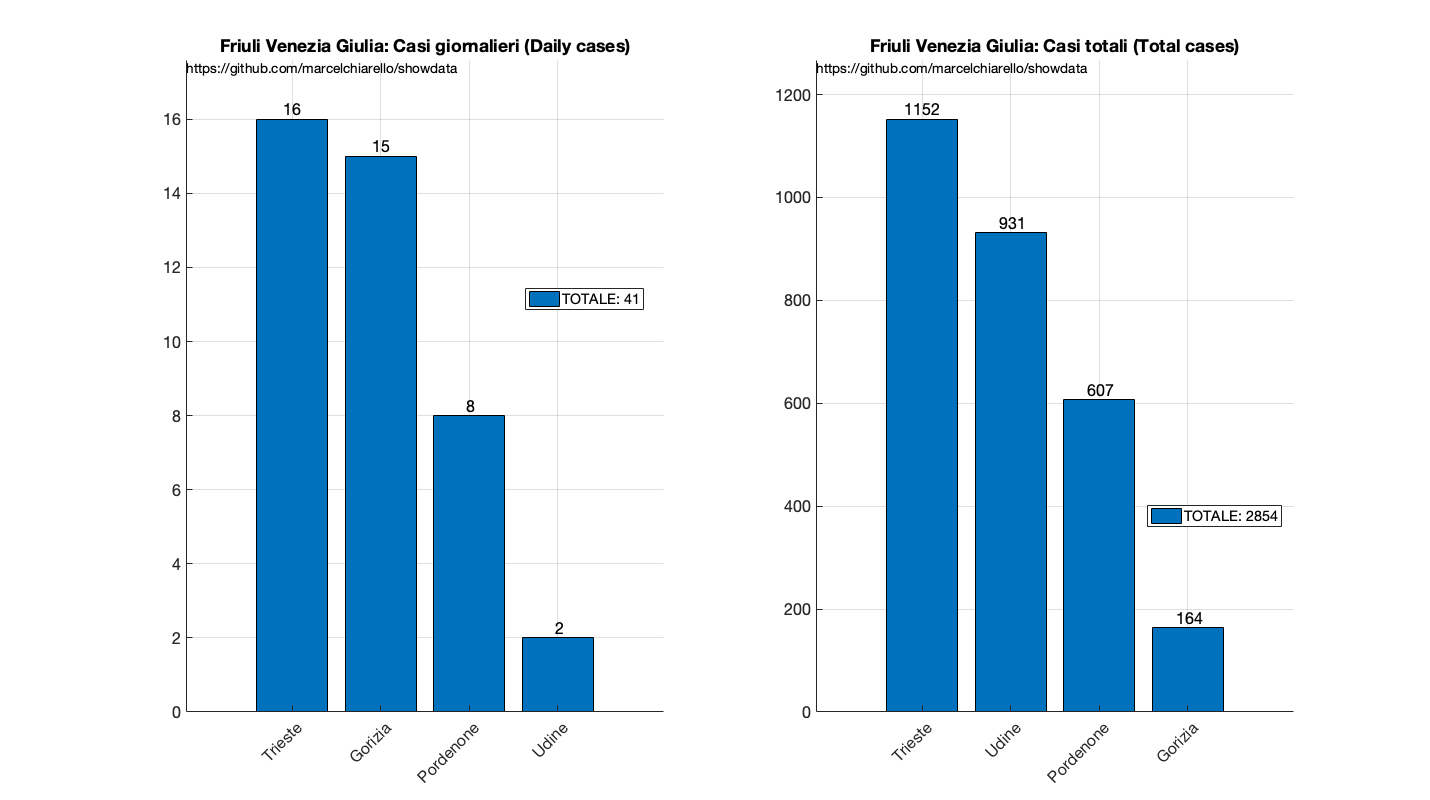 Friuli Venezia Giulia: Casi giornalieri (Daily cases)
https://github.com/marcelchiarello/showdata
16
14
12
10
8
6
4
2
0
16
15
8
2
TOTALE: 41
Trieste
Gorizia
Pordenone
Udine
Friuli Venezia Giulia: Casi totali (Total cases)
https://github.com/marcelchiarello/showdata
1200
1000
800
600
400
200
0
1152
931
607
164
TOTALE: 2854
Trieste
Udine
Pordenone
Gorizia